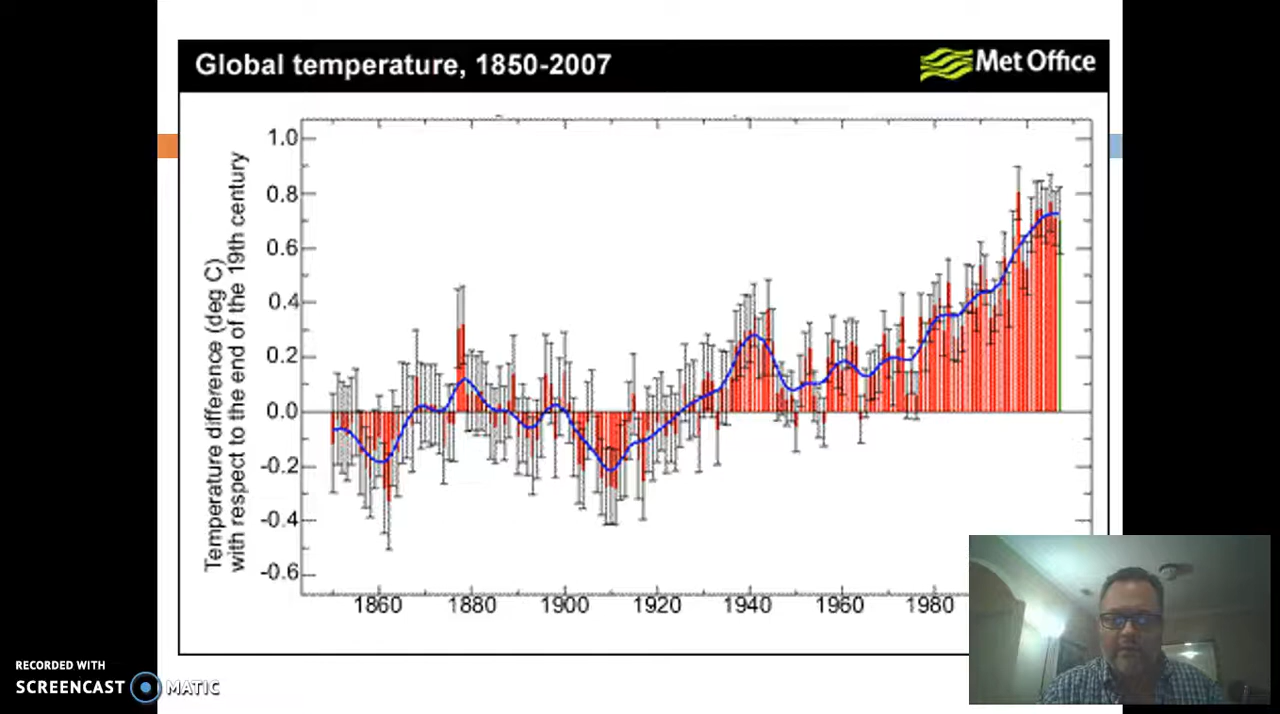 Global temperature, 1850-2007
Met Office
Temperature difference (deg C)
with respect to the end of the 19th century
1.0
0.8
0.6
0.4
0.2
0.0
-0.2
-0.4
-0.6
1860 1880 1900 1920 1940 1960 1980
RECORDED WITH
SCREENCAST MATIC